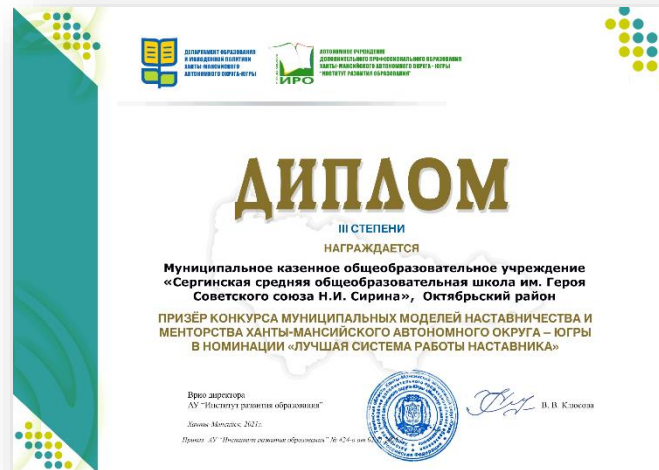 ДЕПАРТАМЕНТ ОБРАЗОВАНИЯ
И МОЛОДЕЖНОЙ ПОЛИТИКИ
ХАНТЫ-МАНСИЙСКОГО
АВТОНОМНОГО ОКРУГА-ЮГРЫ
ИРО
АВТОНОМНОЕ УЧРЕЖДЕНИЕ
ДОПОЛНИТЕЛЬНОГО ПРОФЕССИОНАЛЬНОГО ОБРАЗОВАНИЯ
ХАНТЫ-МАНСИЙСКОГО АВТОНОМНОГО ОКРУГА - ЮГРЫ
"ИНСТИТУТ РАЗВИТИЯ ОБРАЗОВАНИЯ"
ДИПЛОМ
III СТЕПЕНИ
НАГРАЖДАЕТСЯ
Муниципальное казенное общеобразовательное учреждение
«Сергинская средняя общеобразовательная школа им. Героя
Советского союза Н.И. Сирина», Октябрьский район
ПРИЗЁР КОНКУРСА МУНИЦИПАЛЬНЫХ МОДЕЛЕЙ НАСТАВНИЧЕСТВА И
МЕНТОРСТВА ХАНТЫ-МАНСИЙСКОГО АВТОНОМНОГО ОКРУГА – ЮГРЫ
В НОМИНАЦИИ «ЛУЧШАЯ СИСТЕМА РАБОТЫ НАСТАВНИКА»
Врио директора
АУ "Институт развития образования"
В. В. Клюсова
Ханты-Мансийск, 2021г.
Приказ АУ "Институт развития образования" №